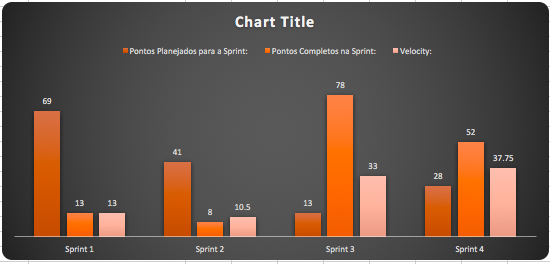 Chart Title
Pontos Planejados para a Sprint: Pontos Completos na Sprint: Velocity:
69 13 13 41 8 10.5 13 78 33 28 52 37.75
Sprint 1 Sprint 2 Sprint 3 Sprint 4